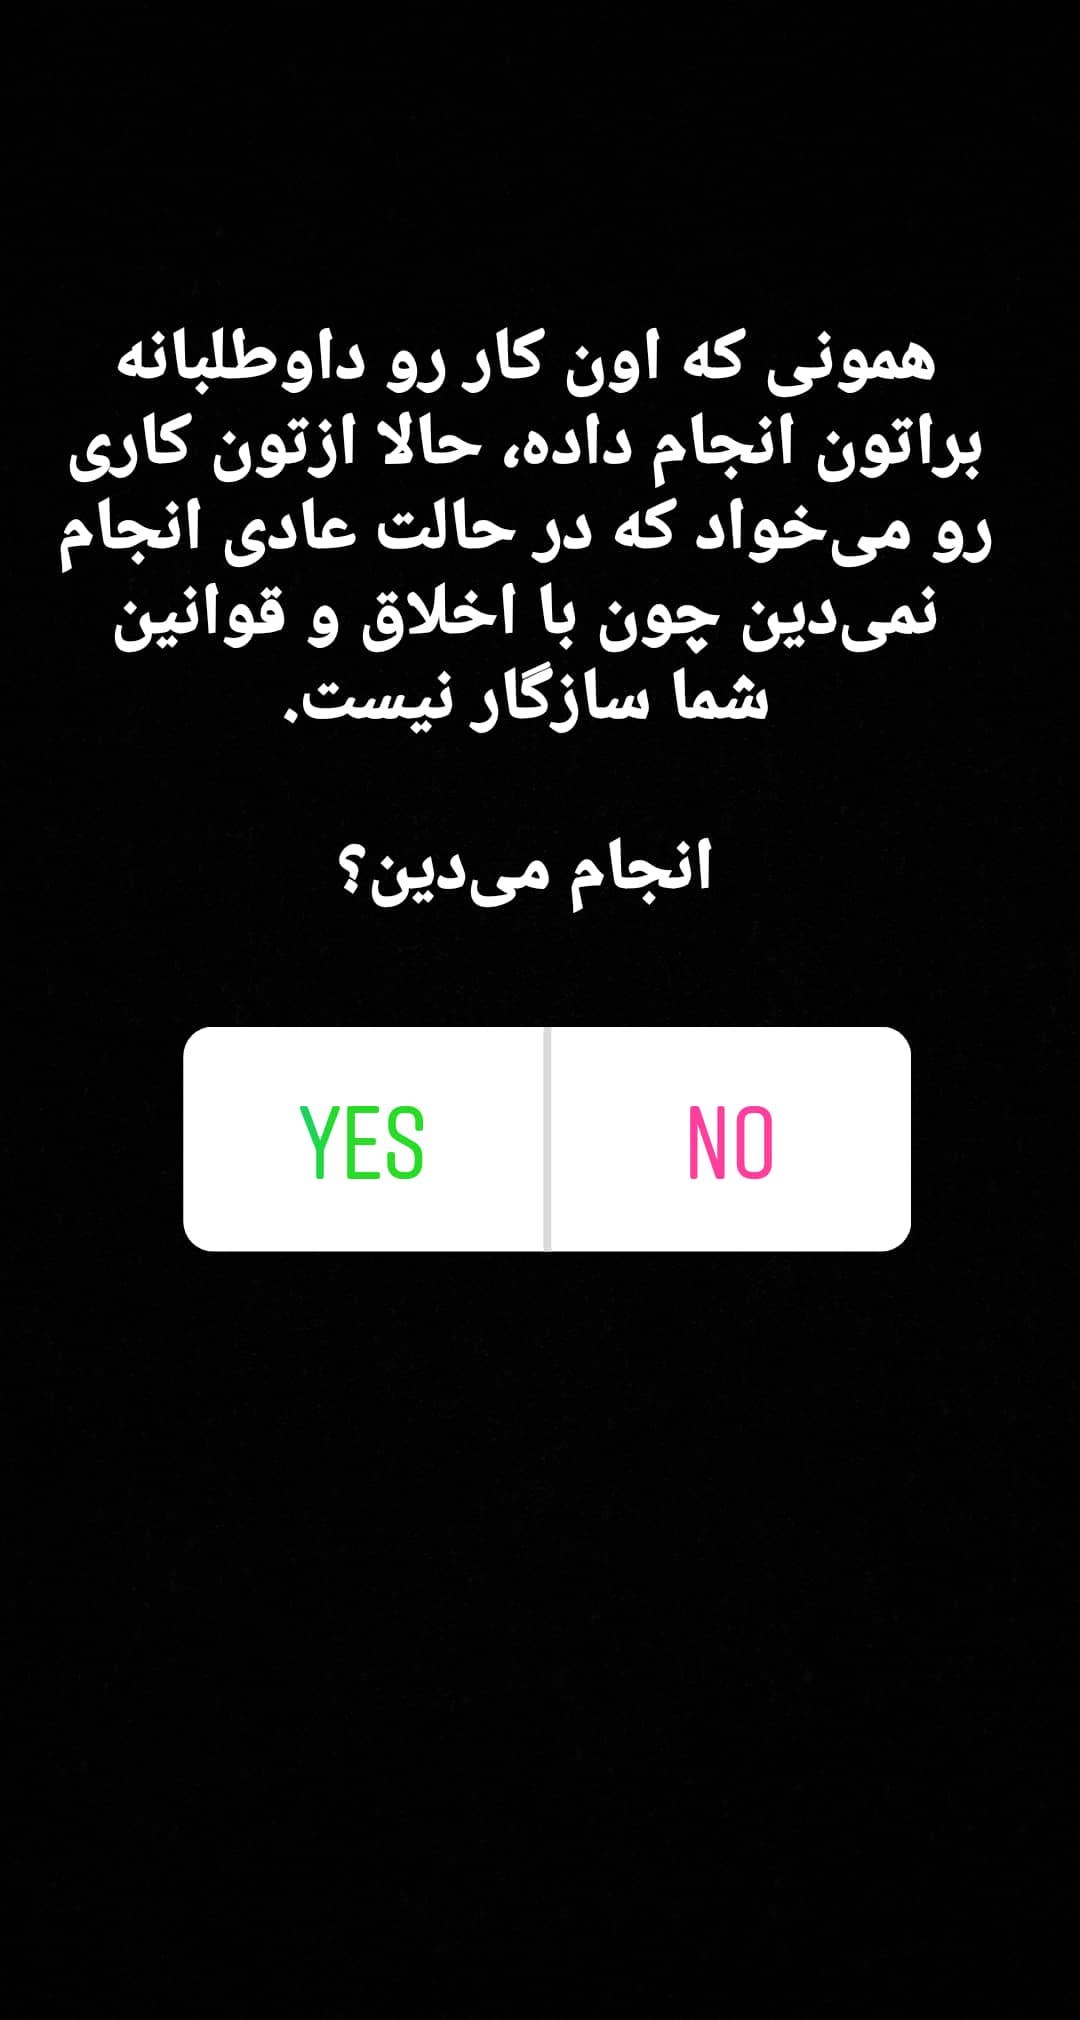 همونی که اون کار رو داوطلبانه
براتون انجام داده، حالا ازتون کاری
رو می‌خواد که در حالت عادی انجام
نمی‌دین چون با اخلاق و قوانین
شما سازگار نیست.
انجام می‌دین؟
YES NO